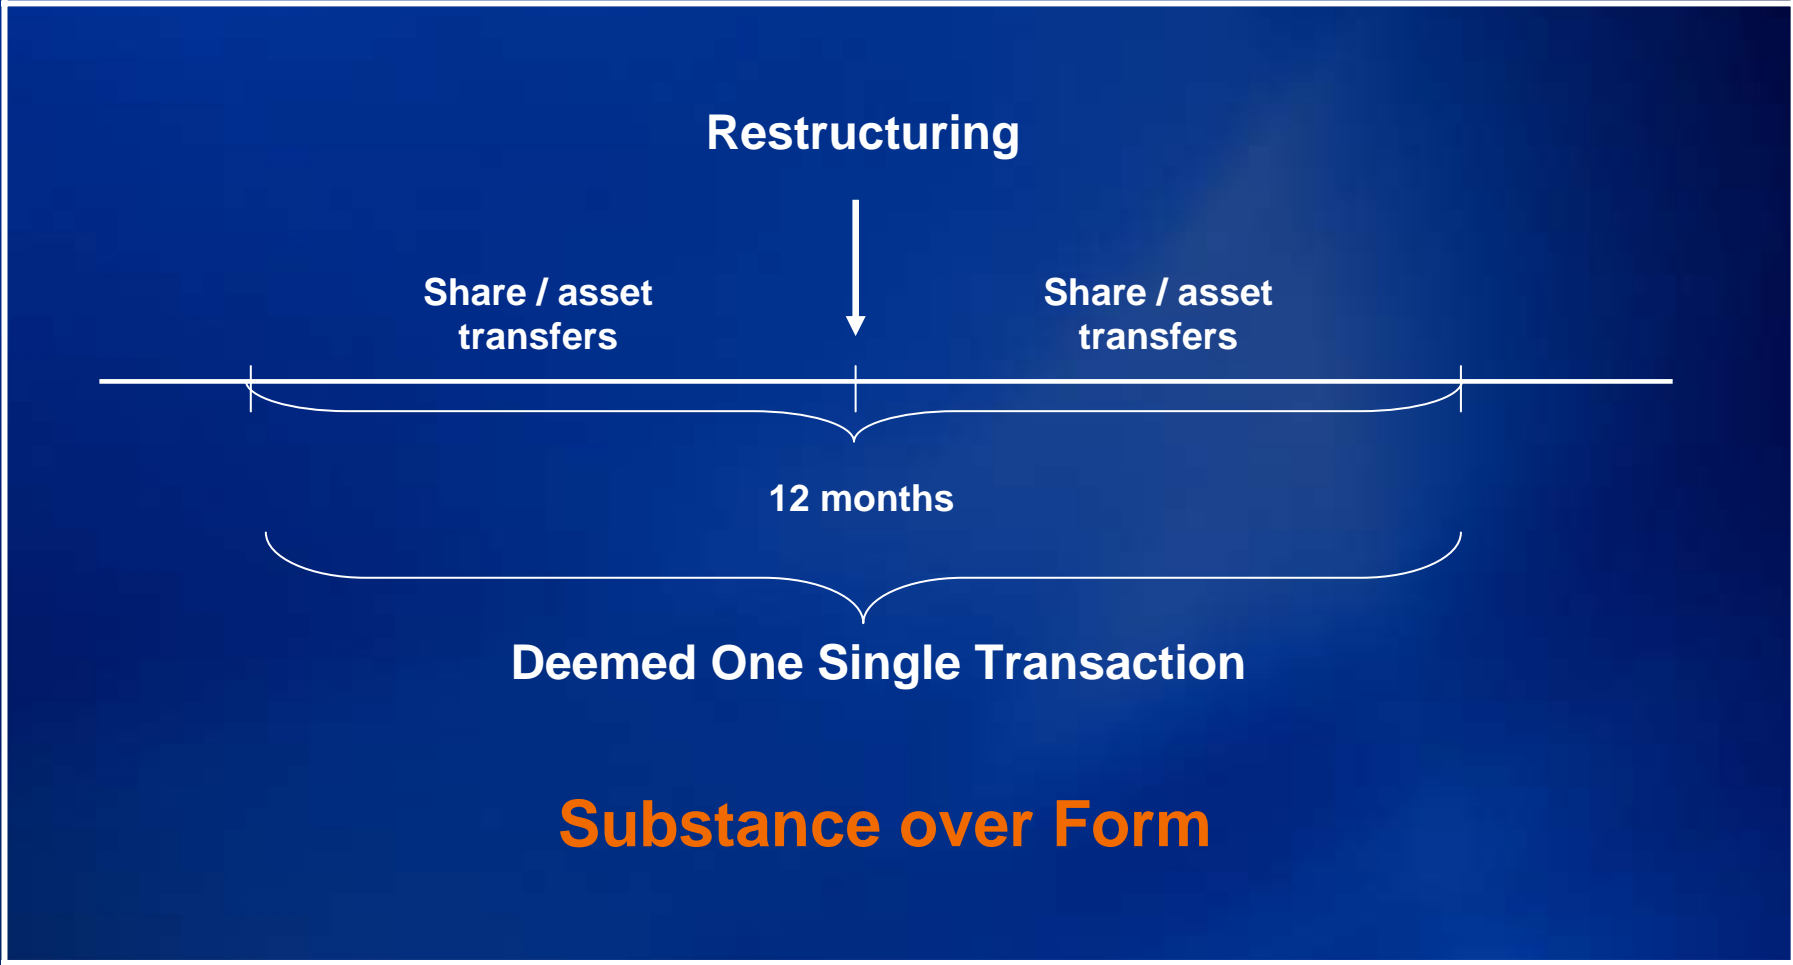 Restructuring
Share / asset
transfers
Share / asset
transfers
12 months
Deemed One Single Transaction
Substance over Form